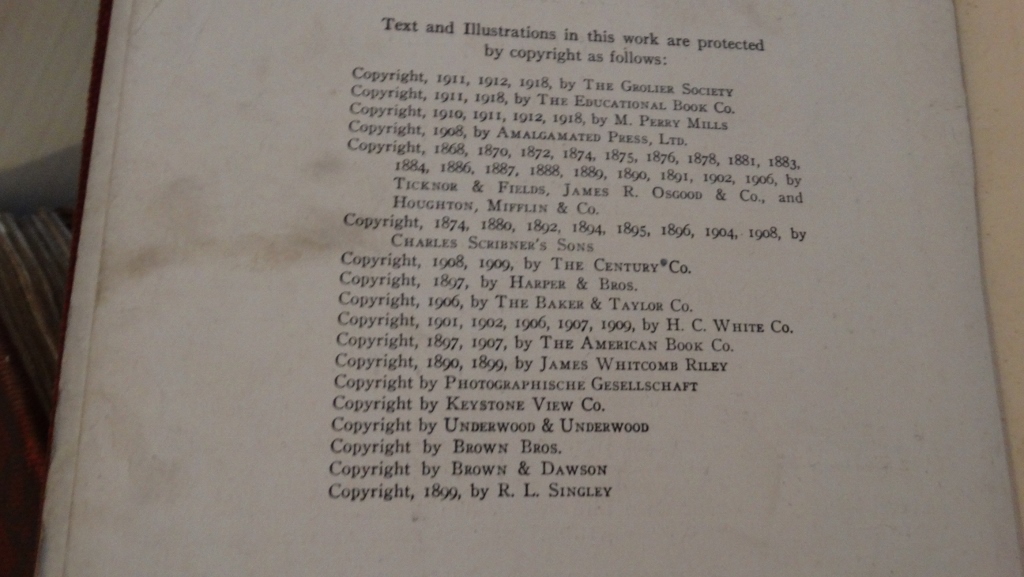 Text and Illustrations in this work are protected
by copyright as follows:
Copyright, 1911, 1912, 1918, by THE GROLIER SOCIETY
Copyright, 1911, 1918, by THE EDUCATIONAL BOOK CO.
Copyright, 1910, 1911, 1912, 1918, by M. PERRY MILLS
Copyright, 1908, by AMALGAMATED PRESS, LTD.
Copyright, 1868, 1870, 1872, 1874, 1875, 1876, 1878, 1881, 1883,
1884, 1886, 1887, 1888, 1889, 1890, 1891, 1902, 1906, by
TICKNOR & FIELDS, JAMES R. OSGOOD & CO., and
HOUGHTON, MIFFLIN & CO.
Copyright, 1874, 1880, 1892, 1894, 1895, 1896, 1904, 1908, by
CHARLES SCRIBNER'S SONS
Copyright, 1908, 1909, by THE CENTURY CO.
Copyright, 1897, by HARPER & BROS.
Copyright, 1906, by THE BAKER & TAYLOR CO.
Copyright, 1901, 1902, 1906, 1907, 1909, by H. C. WHITE CO.
Copyright, 1897, 1907, by THE AMERICAN BOOK CO.
Copyright, 1890, 1899, by JAMES WHITCOMB RILEY
Copyright by PHOTOGRAPHISCHE GESELLSCHAFT
Copyright by KEYSTONE VIEW CO.
Copyright by UNDERWOOD & UNDERWOOD
Copyright by BROWN BROS.
Copyright by BROWN & DAWSON
Copyright, 1899, by R. L. SINGLEY